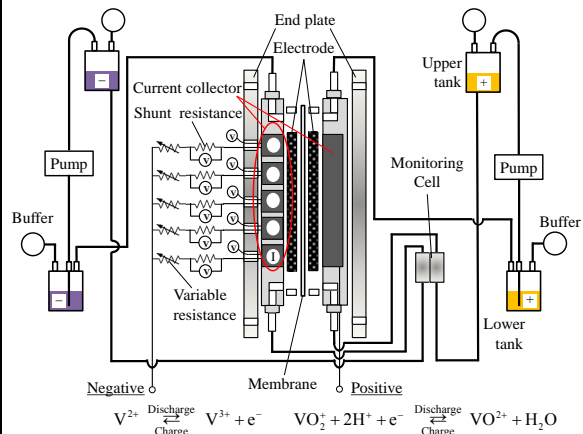 End plate
Electrode
Current collector
Shunt resistance
Upper
tank
−
+
Pump
Pump
Monitoring
Cell
Buffer
Buffer
V
V
V
V
V
V
V
V
V
V
I
−
+
Variable
resistance
Lower
tank
Membrane
Negative
Positive
V²⁺ Discharge ⇄ Charge V³⁺ + e⁻
VO₂⁺ + 2H⁺ + e⁻ Discharge ⇄ Charge VO²⁺ + H₂O